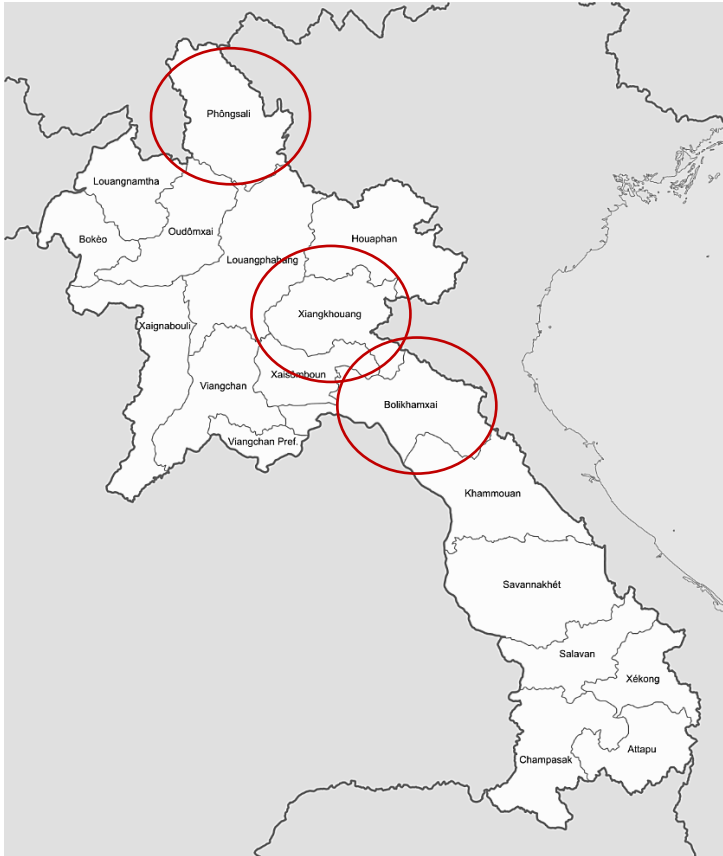 Phôngsali
Louangnamtha
Oudômxai
Bokèo
Houaphan
Louangphabang
Xiangkhouang
Xaignabouli
Xaisômboun
Viangchan
Bolikhamxai
Viangchan Pref.
Khammouan
Savannakhét
Salavan
Xékong
Attapu
Champasak